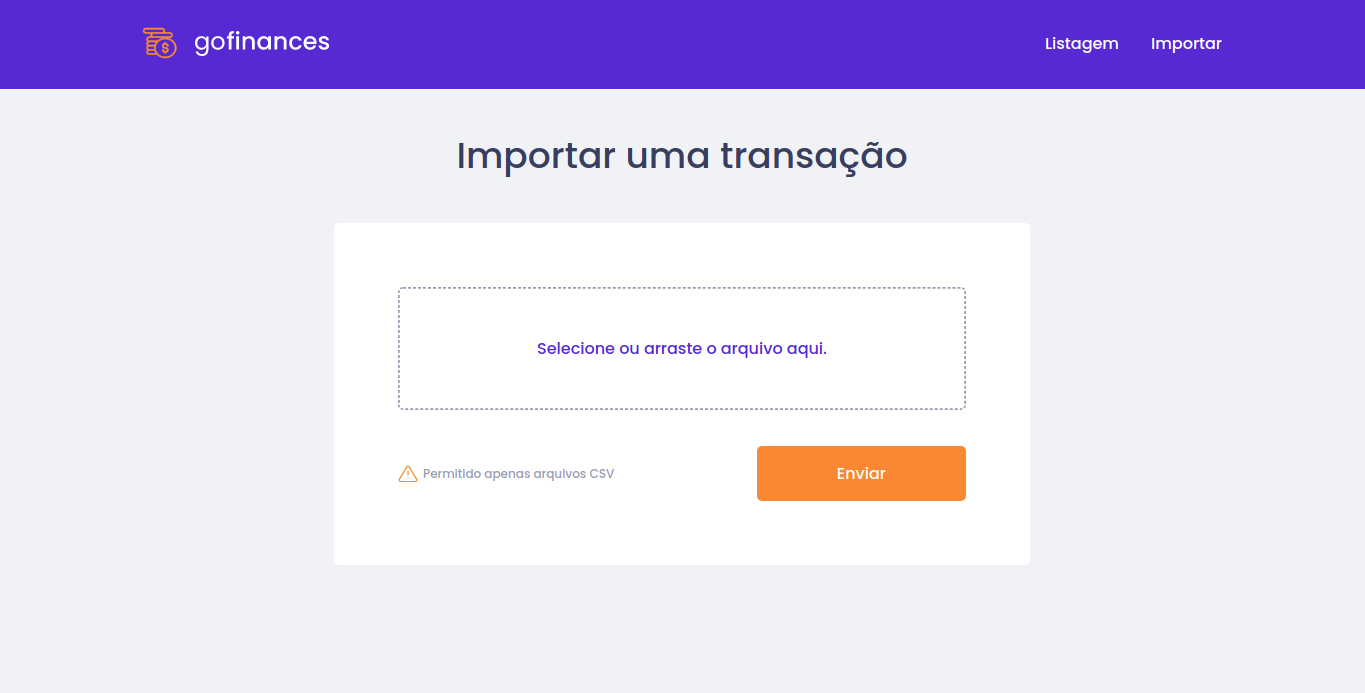 gofinances
Listagem
Importar
Importar uma transação
Selecione ou arraste o arquivo aqui.
Permitido apenas arquivos CSV
Enviar